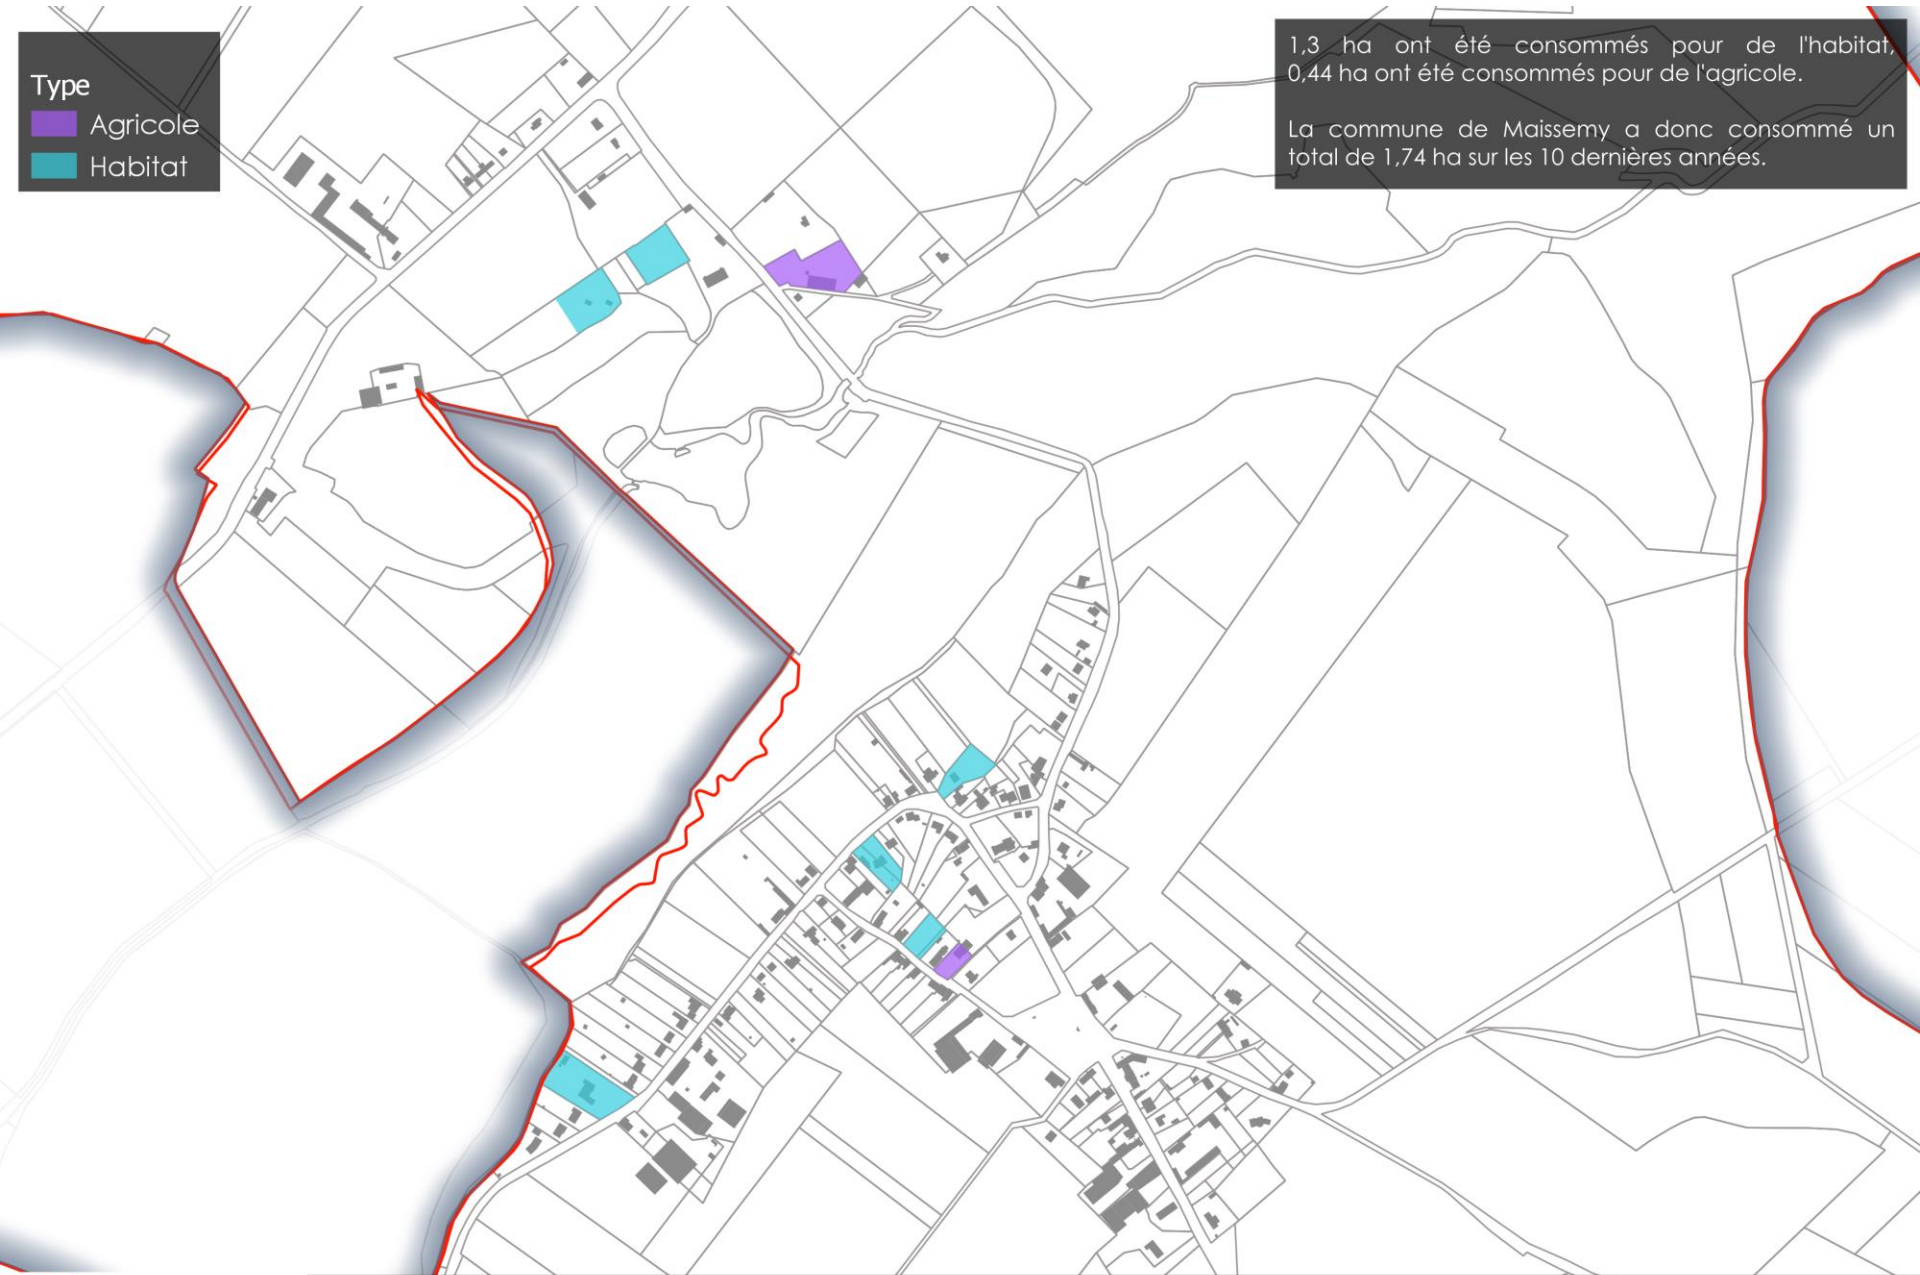 Type
Agricole
Habitat
1,3 ha ont été consommés pour de l'habitat,
0,44 ha ont été consommés pour de l'agricole.
La commune de Maissemy a donc consommé un
total de 1,74 ha sur les 10 dernières années.